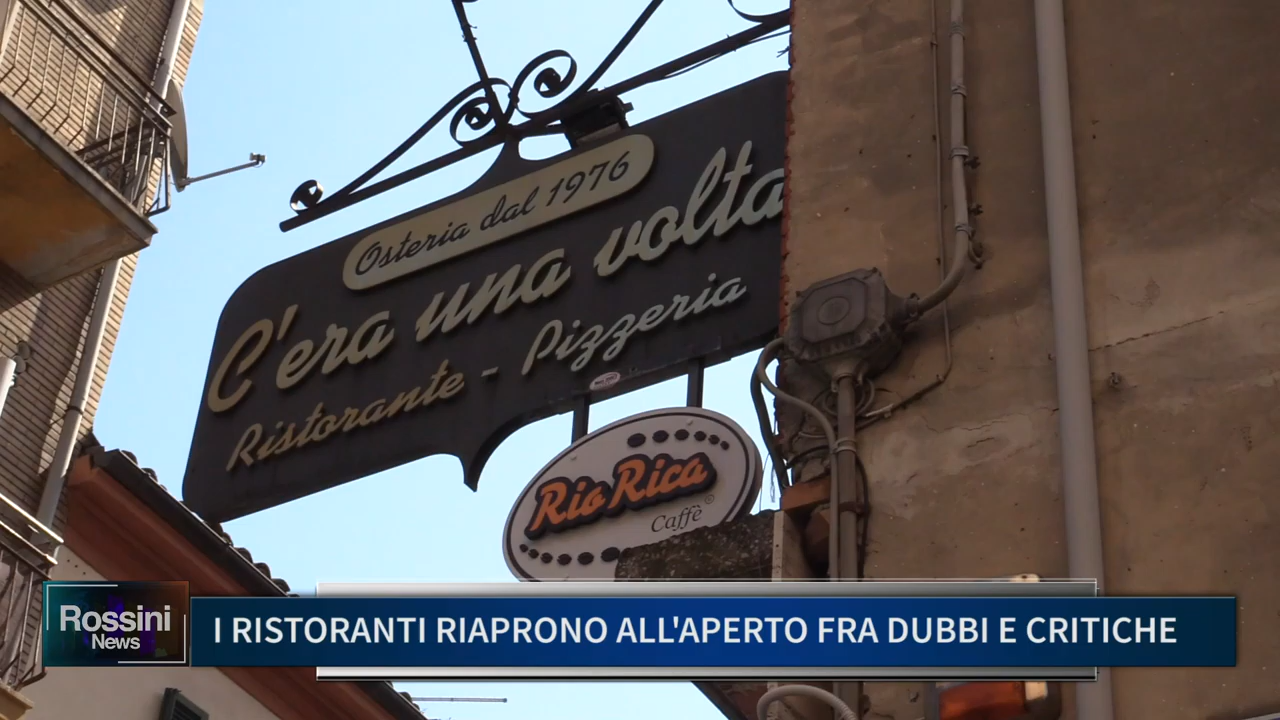 Osteria dal 1976
C'era una volta
Ristorante - Pizzeria
Rio Rica
®
Caffè
Rossini
News
I RISTORANTI RIAPRONO ALL'APERTO FRA DUBBI E CRITICHE